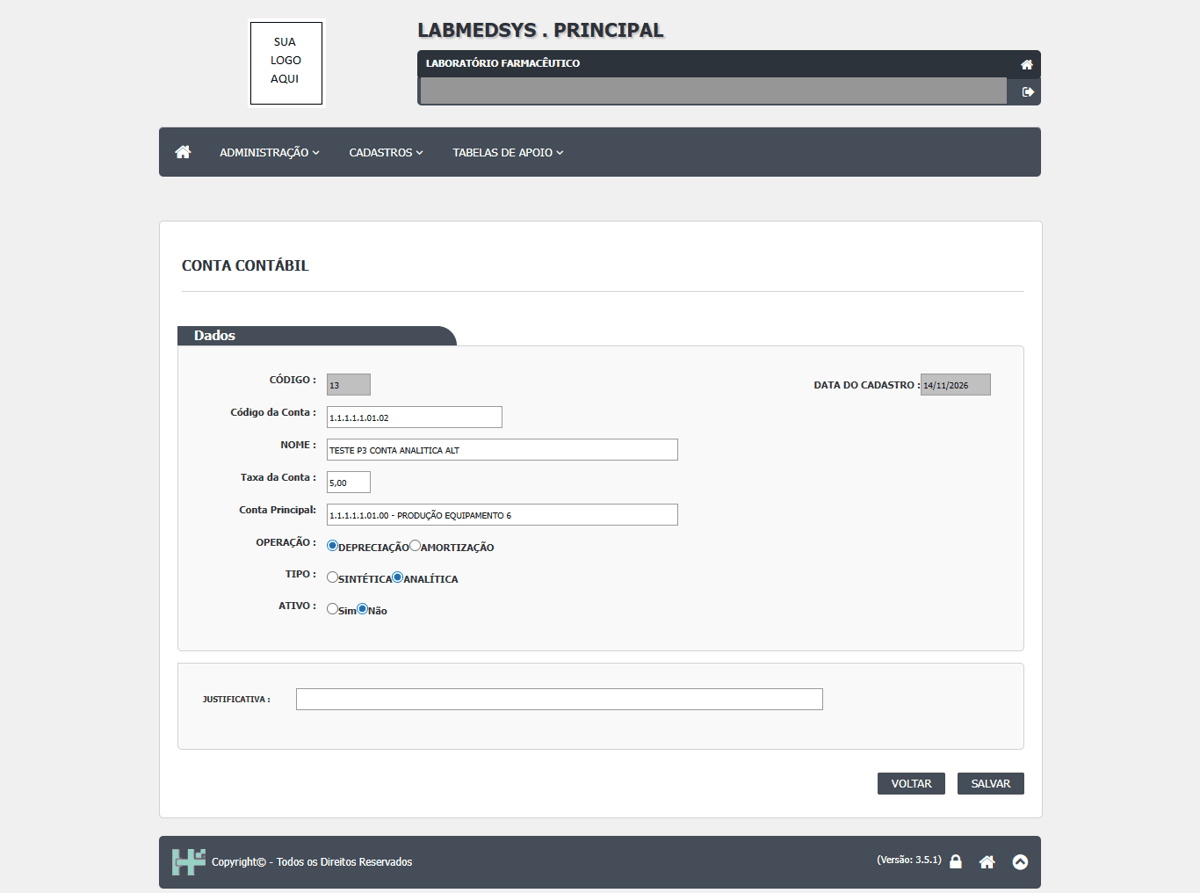 SUA
LOGO
AQUI
LABMEDSYS . PRINCIPAL
LABORATÓRIO FARMACÊUTICO
ADMINISTRAÇÃO CADASTROS TABELAS DE APOIO
CONTA CONTÁBIL
Dados
CÓDIGO : 13 DATA DO CADASTRO : 14/11/2026
Código da Conta : 1.1.1.1.1.01.02
NOME : TESTE P3 CONTA ANALITICA ALT
Taxa da Conta : 5,00
Conta Principal: 1.1.1.1.1.01.00 - PRODUÇÃO EQUIPAMENTO 6
OPERAÇÃO : DEPRECIAÇÃO AMORTIZAÇÃO
TIPO : SINTÉTICA ANALÍTICA
ATIVO : Sim Não
JUSTIFICATIVA :
VOLTAR SALVAR
Copyright© - Todos os Direitos Reservados (Versão: 3.5.1)